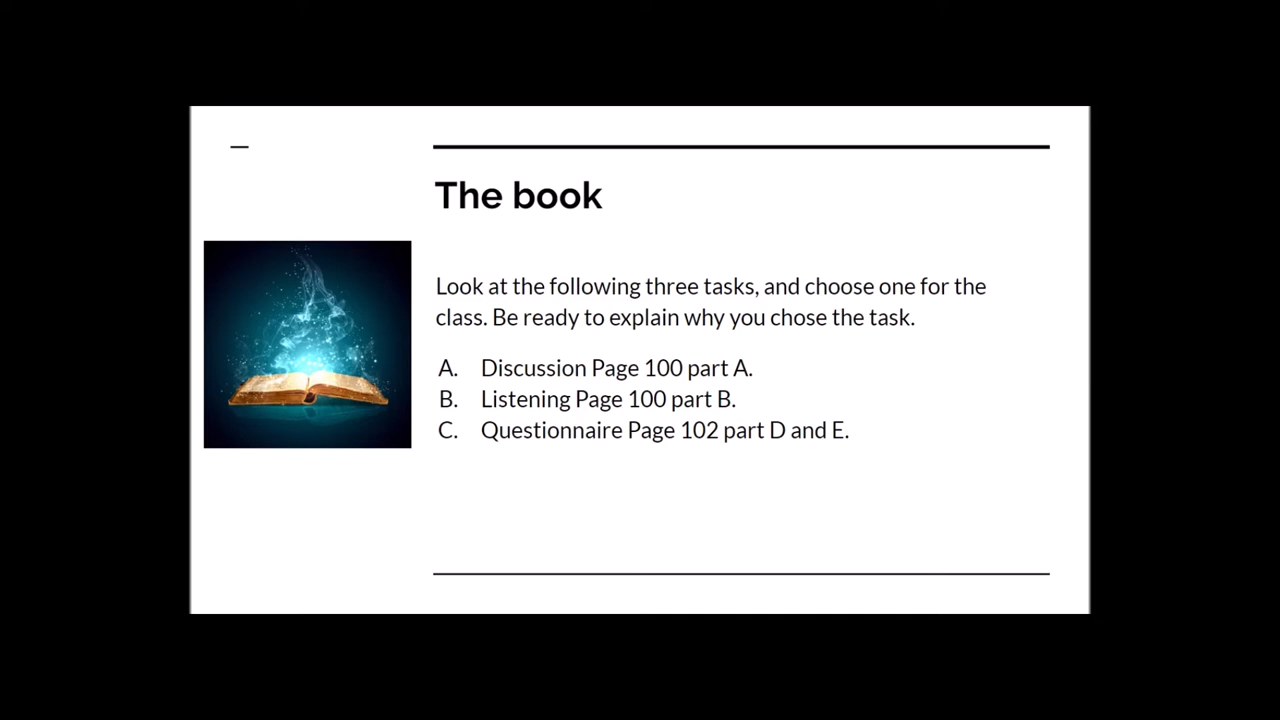 The book
Look at the following three tasks, and choose one for the
class. Be ready to explain why you chose the task.
A. Discussion Page 100 part A.
B. Listening Page 100 part B.
C. Questionnaire Page 102 part D and E.